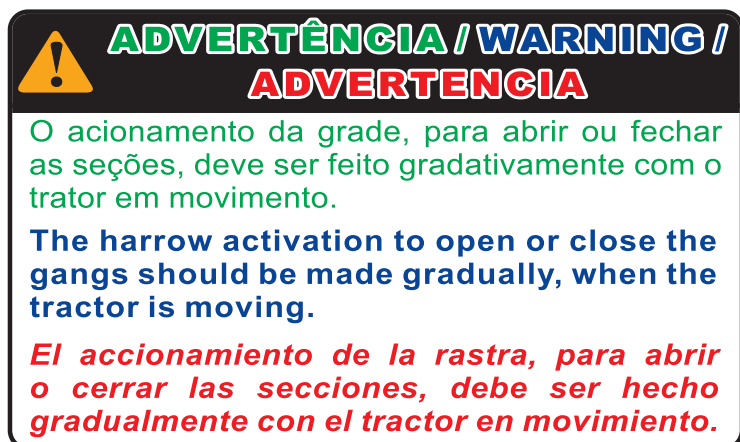 ADVERTÊNCIA / WARNING /
ADVERTENCIA
O acionamento da grade, para abrir ou fechar
as seções, deve ser feito gradativamente com o
trator em movimento.
The harrow activation to open or close the
gangs should be made gradually, when the
tractor is moving.
El accionamiento de la rastra, para abrir
o cerrar las secciones, debe ser hecho
gradualmente con el tractor en movimiento.